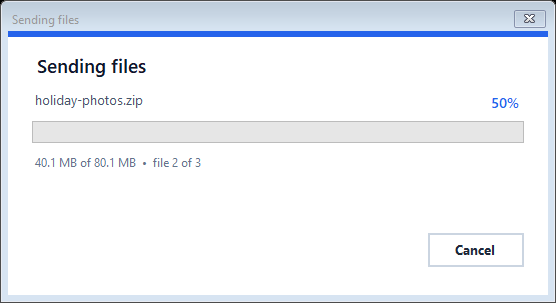 Sending files
Sending files
holiday-photos.zip
50%
40.1 MB of 80.1 MB • file 2 of 3
Cancel